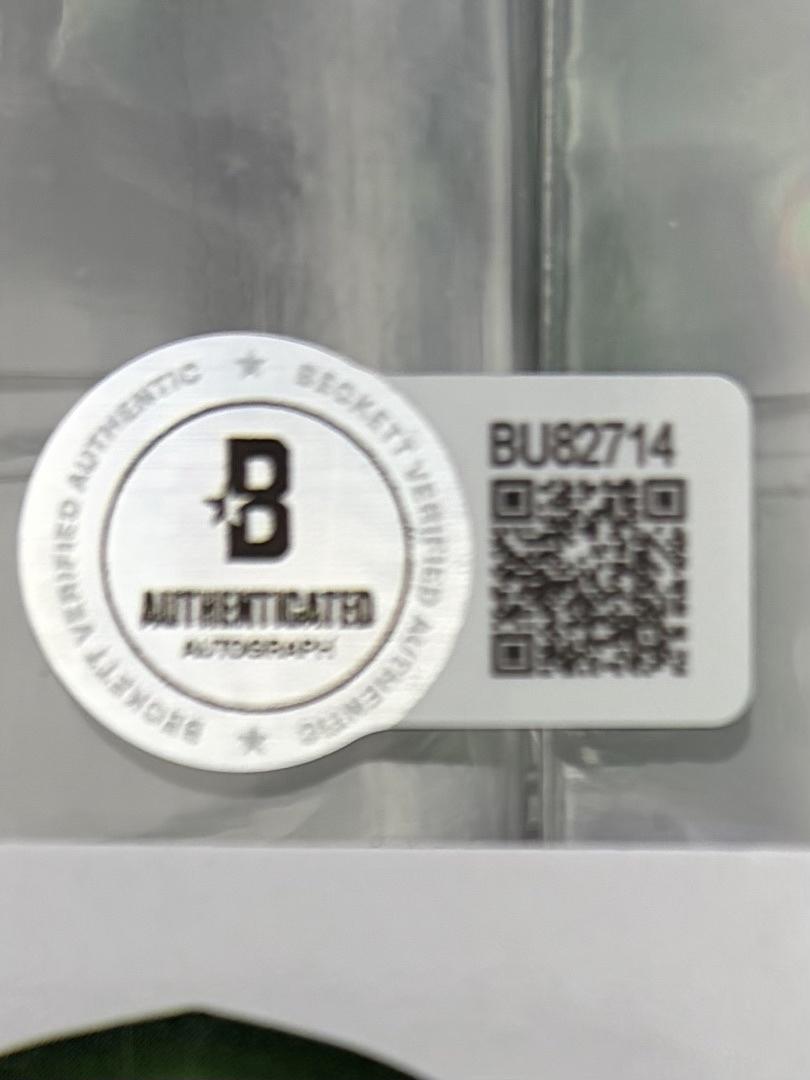 BECKETT VERIFIED AUTHENTIC
BECKETT VERIFIED AUTHENTIC
B
AUTHENTICATED
AUTOGRAPH
BU82714